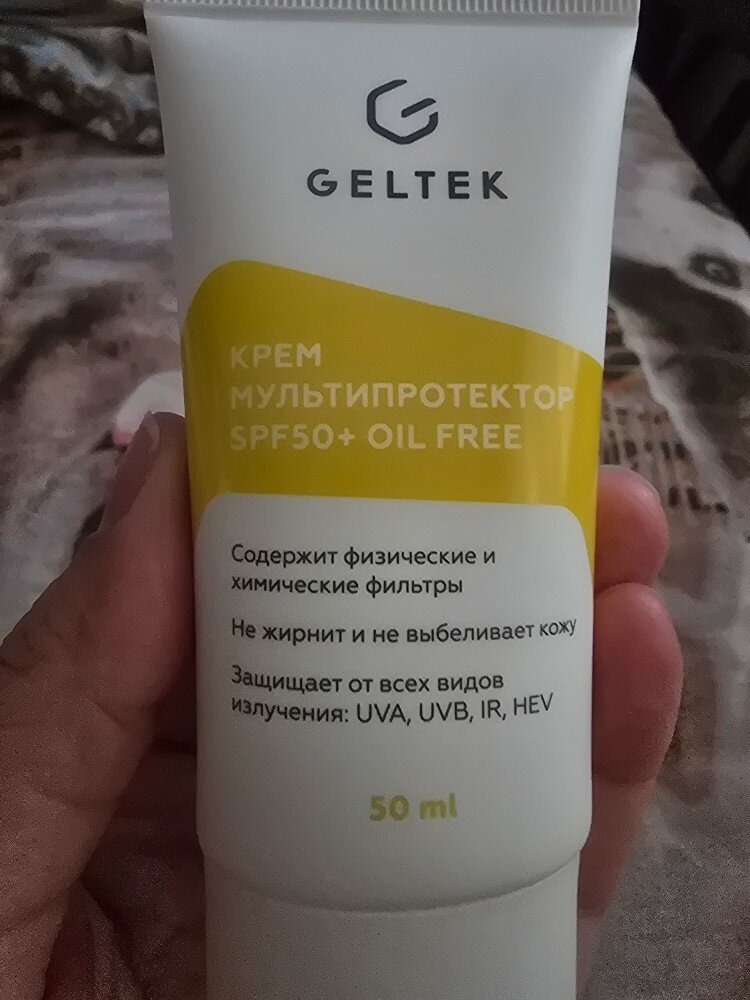 GELTEK
КРЕМ
МУЛЬТИПРОТЕКТОР
SPF50+ OIL FREE
Содержит физические и
химические фильтры
Не жирнит и не выбеливает кожу
Защищает от всех видов
излучения: UVA, UVB, IR, HEV
50 ml